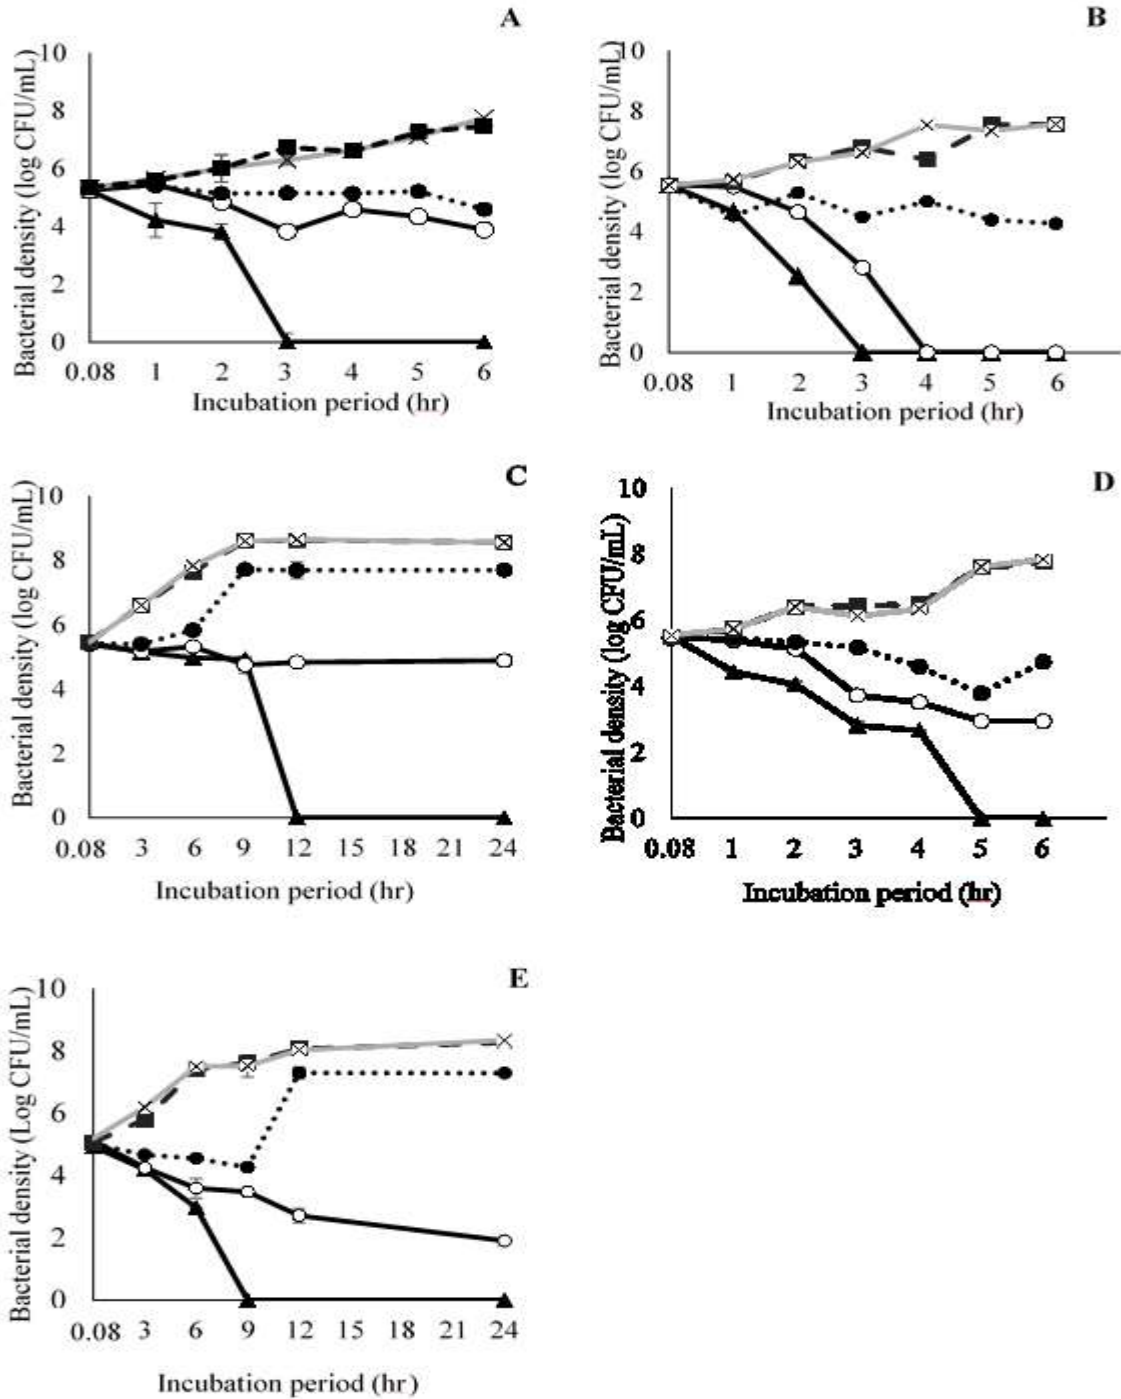 A
Bacterial density (log CFU/mL)
10
8
6
4
2
0
0.08 1 2 3 4 5 6
Incubation period (hr)
B
Bacterial density (log CFU/mL)
10
8
6
4
2
0
0.08 1 2 3 4 5 6
Incubation period (hr)
C
Bacterial density (log CFU/mL)
10
8
6
4
2
0
0.08 3 6 9 12 15 18 21 24
Incubation period (hr)
D
Bacterial density (log CFU/mL)
10
8
6
4
2
0
0.08 1 2 3 4 5 6
Incubation period (hr)
E
Bacterial density (Log CFU/mL)
10
8
6
4
2
0
0.08 3 6 9 12 15 18 21 24
Incubation period (hr)